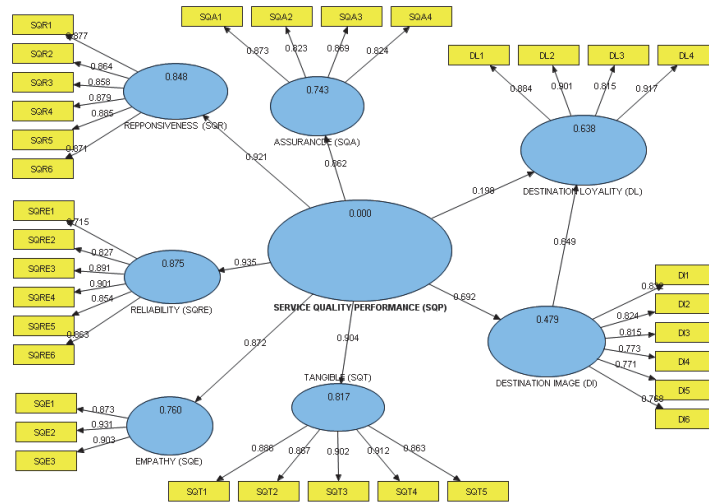 SQR1
SQR2
SQR3
SQR4
SQR5
SQR6
0.877
0.864
0.858
0.879
0.885
0.871
0.848
REPPONSIVENESS (SQR)
SQA1
SQA2
SQA3
SQA4
0.873
0.823
0.869
0.824
0.743
ASSURANCLE (SQA)
DL1
DL2
DL3
DL4
0.884
0.901
0.815
0.917
0.638
DESTINATION LOYALITY (DL)
0.921
0.862
0.198
0.649
0.000
SERVICE QUALITY PERFORMANCE (SQP)
0.935
0.692
0.872
0.904
SQRE1
SQRE2
SQRE3
SQRE4
SQRE5
SQRE6
0.715
0.827
0.891
0.901
0.854
0.863
0.875
RELIABILITY (SQRE)
DI1
DI2
DI3
DI4
DI5
DI6
0.824
0.815
0.773
0.771
0.768
0.479
DESTINATION IMAGE (DI)
SQE1
SQE2
SQE3
0.873
0.931
0.903
0.760
EMPATHY (SQE)
TANGIBLE (SQT)
0.817
0.886
0.887
0.902
0.912
0.863
SQT1
SQT2
SQT3
SQT4
SQT5